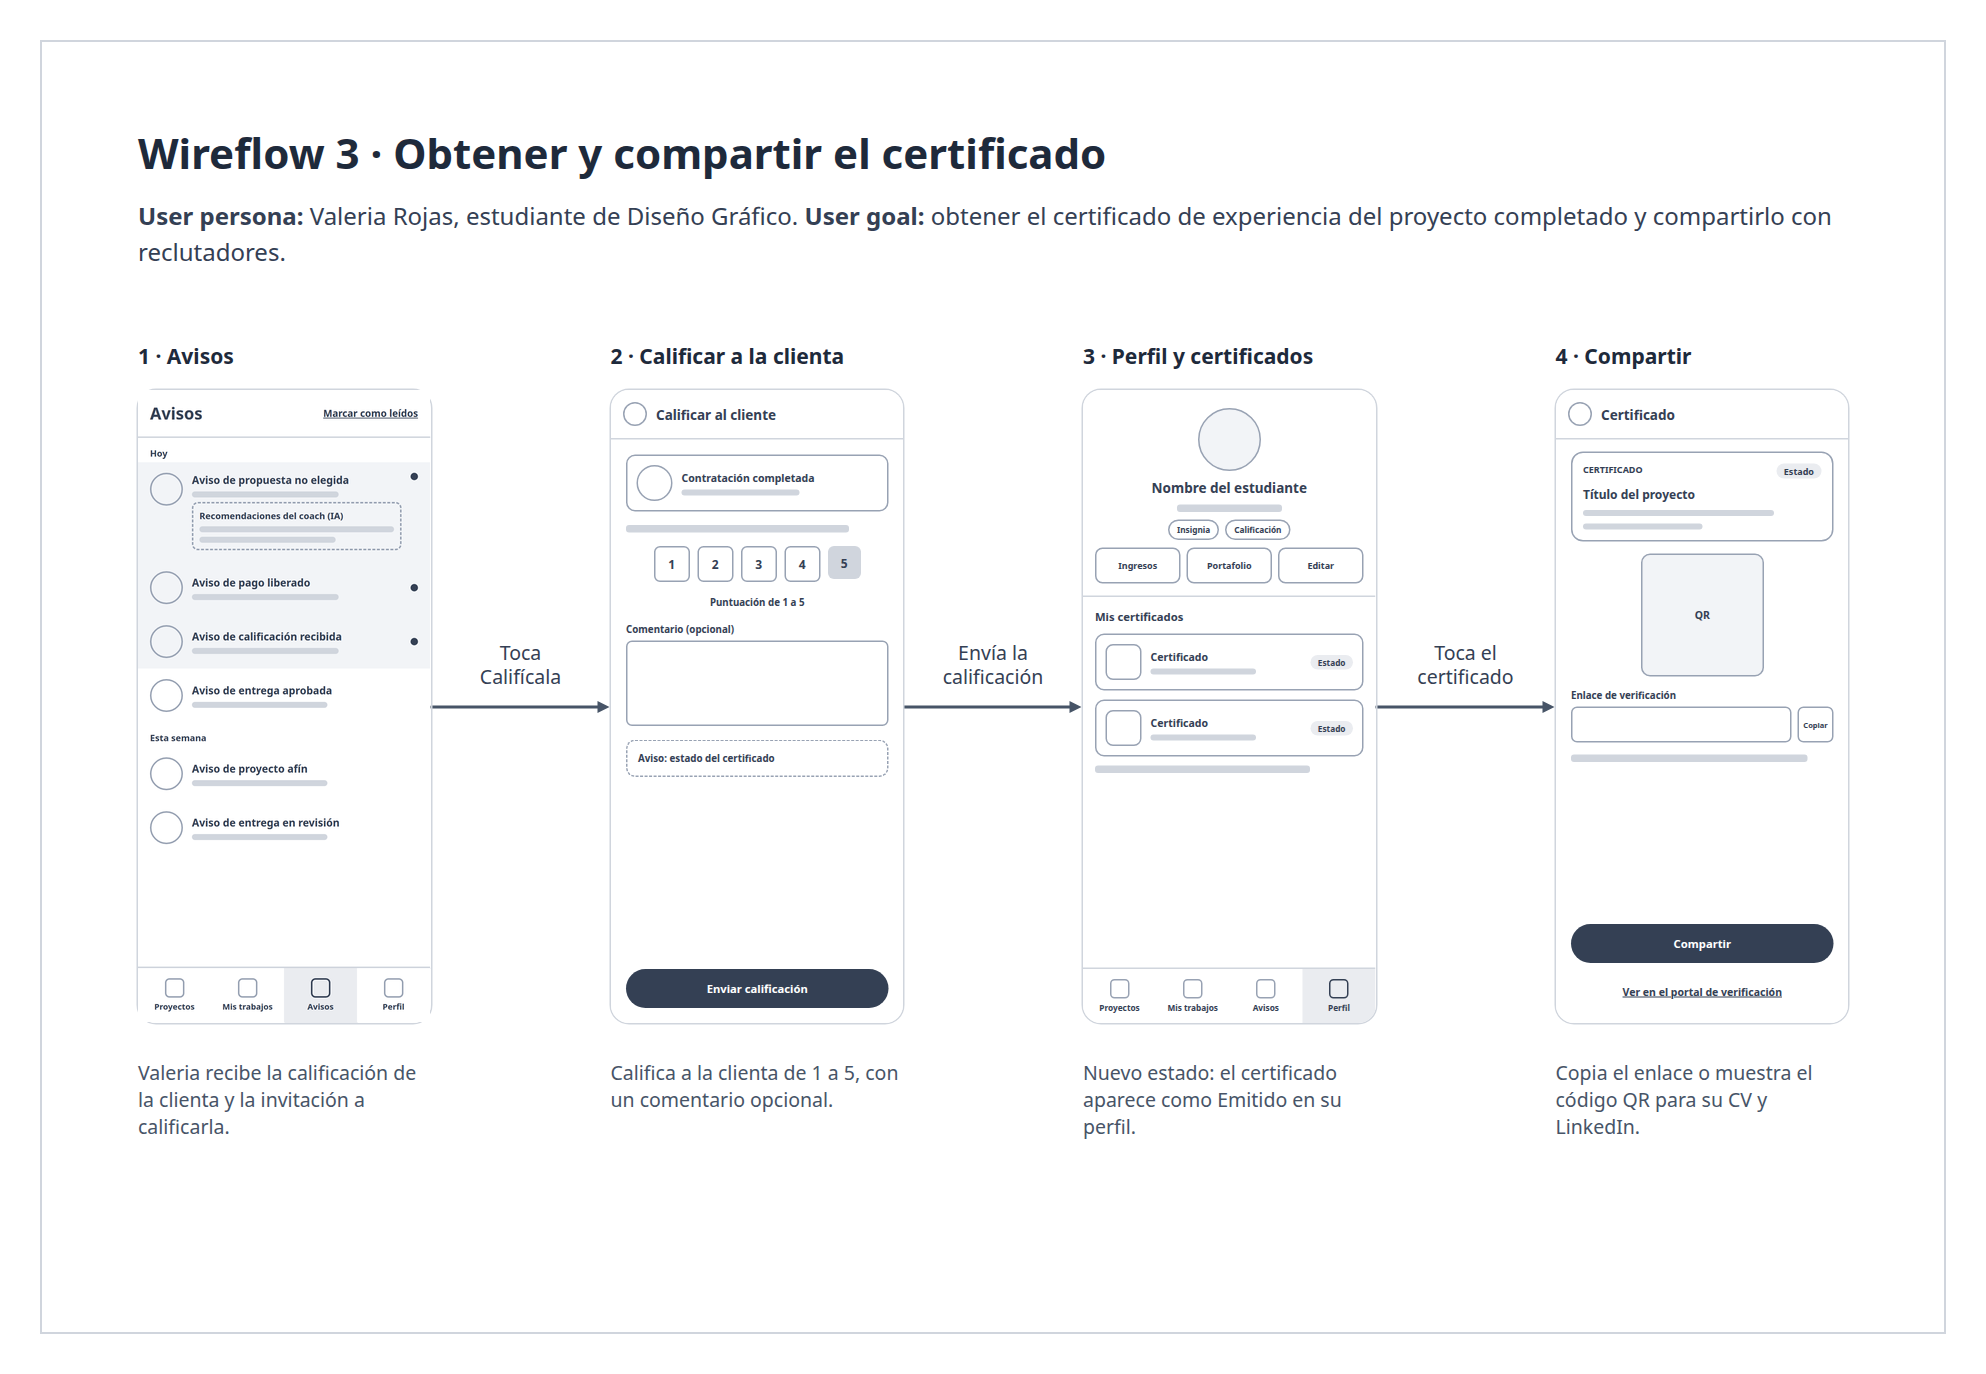 Wireflow 3 · Obtener y compartir el certificado
User persona: Valeria Rojas, estudiante de Diseño Gráfico. User goal: obtener el certificado de experiencia del proyecto completado y compartirlo con
reclutadores.
1 · Avisos
Avisos
Marcar como leídos
Hoy
Aviso de propuesta no elegida
Recomendaciones del coach (IA)
Aviso de pago liberado
Aviso de calificación recibida
Aviso de entrega aprobada
Esta semana
Aviso de proyecto afín
Aviso de entrega en revisión
Proyectos
Mis trabajos
Avisos
Perfil
Valeria recibe la calificación de
la clienta y la invitación a
calificarla.
Toca
Califícala
2 · Calificar a la clienta
Calificar al cliente
Contratación completada
1
2
3
4
5
Puntuación de 1 a 5
Comentario (opcional)
Aviso: estado del certificado
Enviar calificación
Califica a la clienta de 1 a 5, con
un comentario opcional.
Envía la
calificación
3 · Perfil y certificados
Nombre del estudiante
Insignia
Calificación
Ingresos
Portafolio
Editar
Mis certificados
Certificado
Estado
Certificado
Estado
Proyectos
Mis trabajos
Avisos
Perfil
Nuevo estado: el certificado
aparece como Emitido en su
perfil.
Toca el
certificado
4 · Compartir
Certificado
CERTIFICADO
Estado
Título del proyecto
QR
Enlace de verificación
Copiar
Compartir
Ver en el portal de verificación
Copia el enlace o muestra el
código QR para su CV y
LinkedIn.